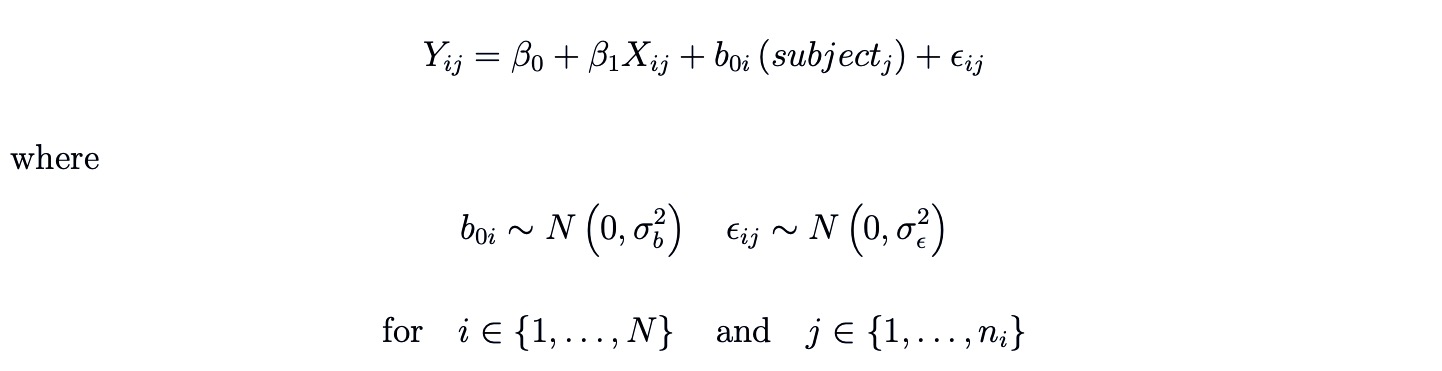 Y_{ij} = β_0 + β_1 X_{ij} + b_{0i} (subject_j) + ϵ_{ij}
where
b_{0i} ∼ N (0, σ_b^2)   ϵ_{ij} ∼ N (0, σ_ϵ^2)
for i ∈ {1, . . . , N} and j ∈ {1, . . . , n_i}